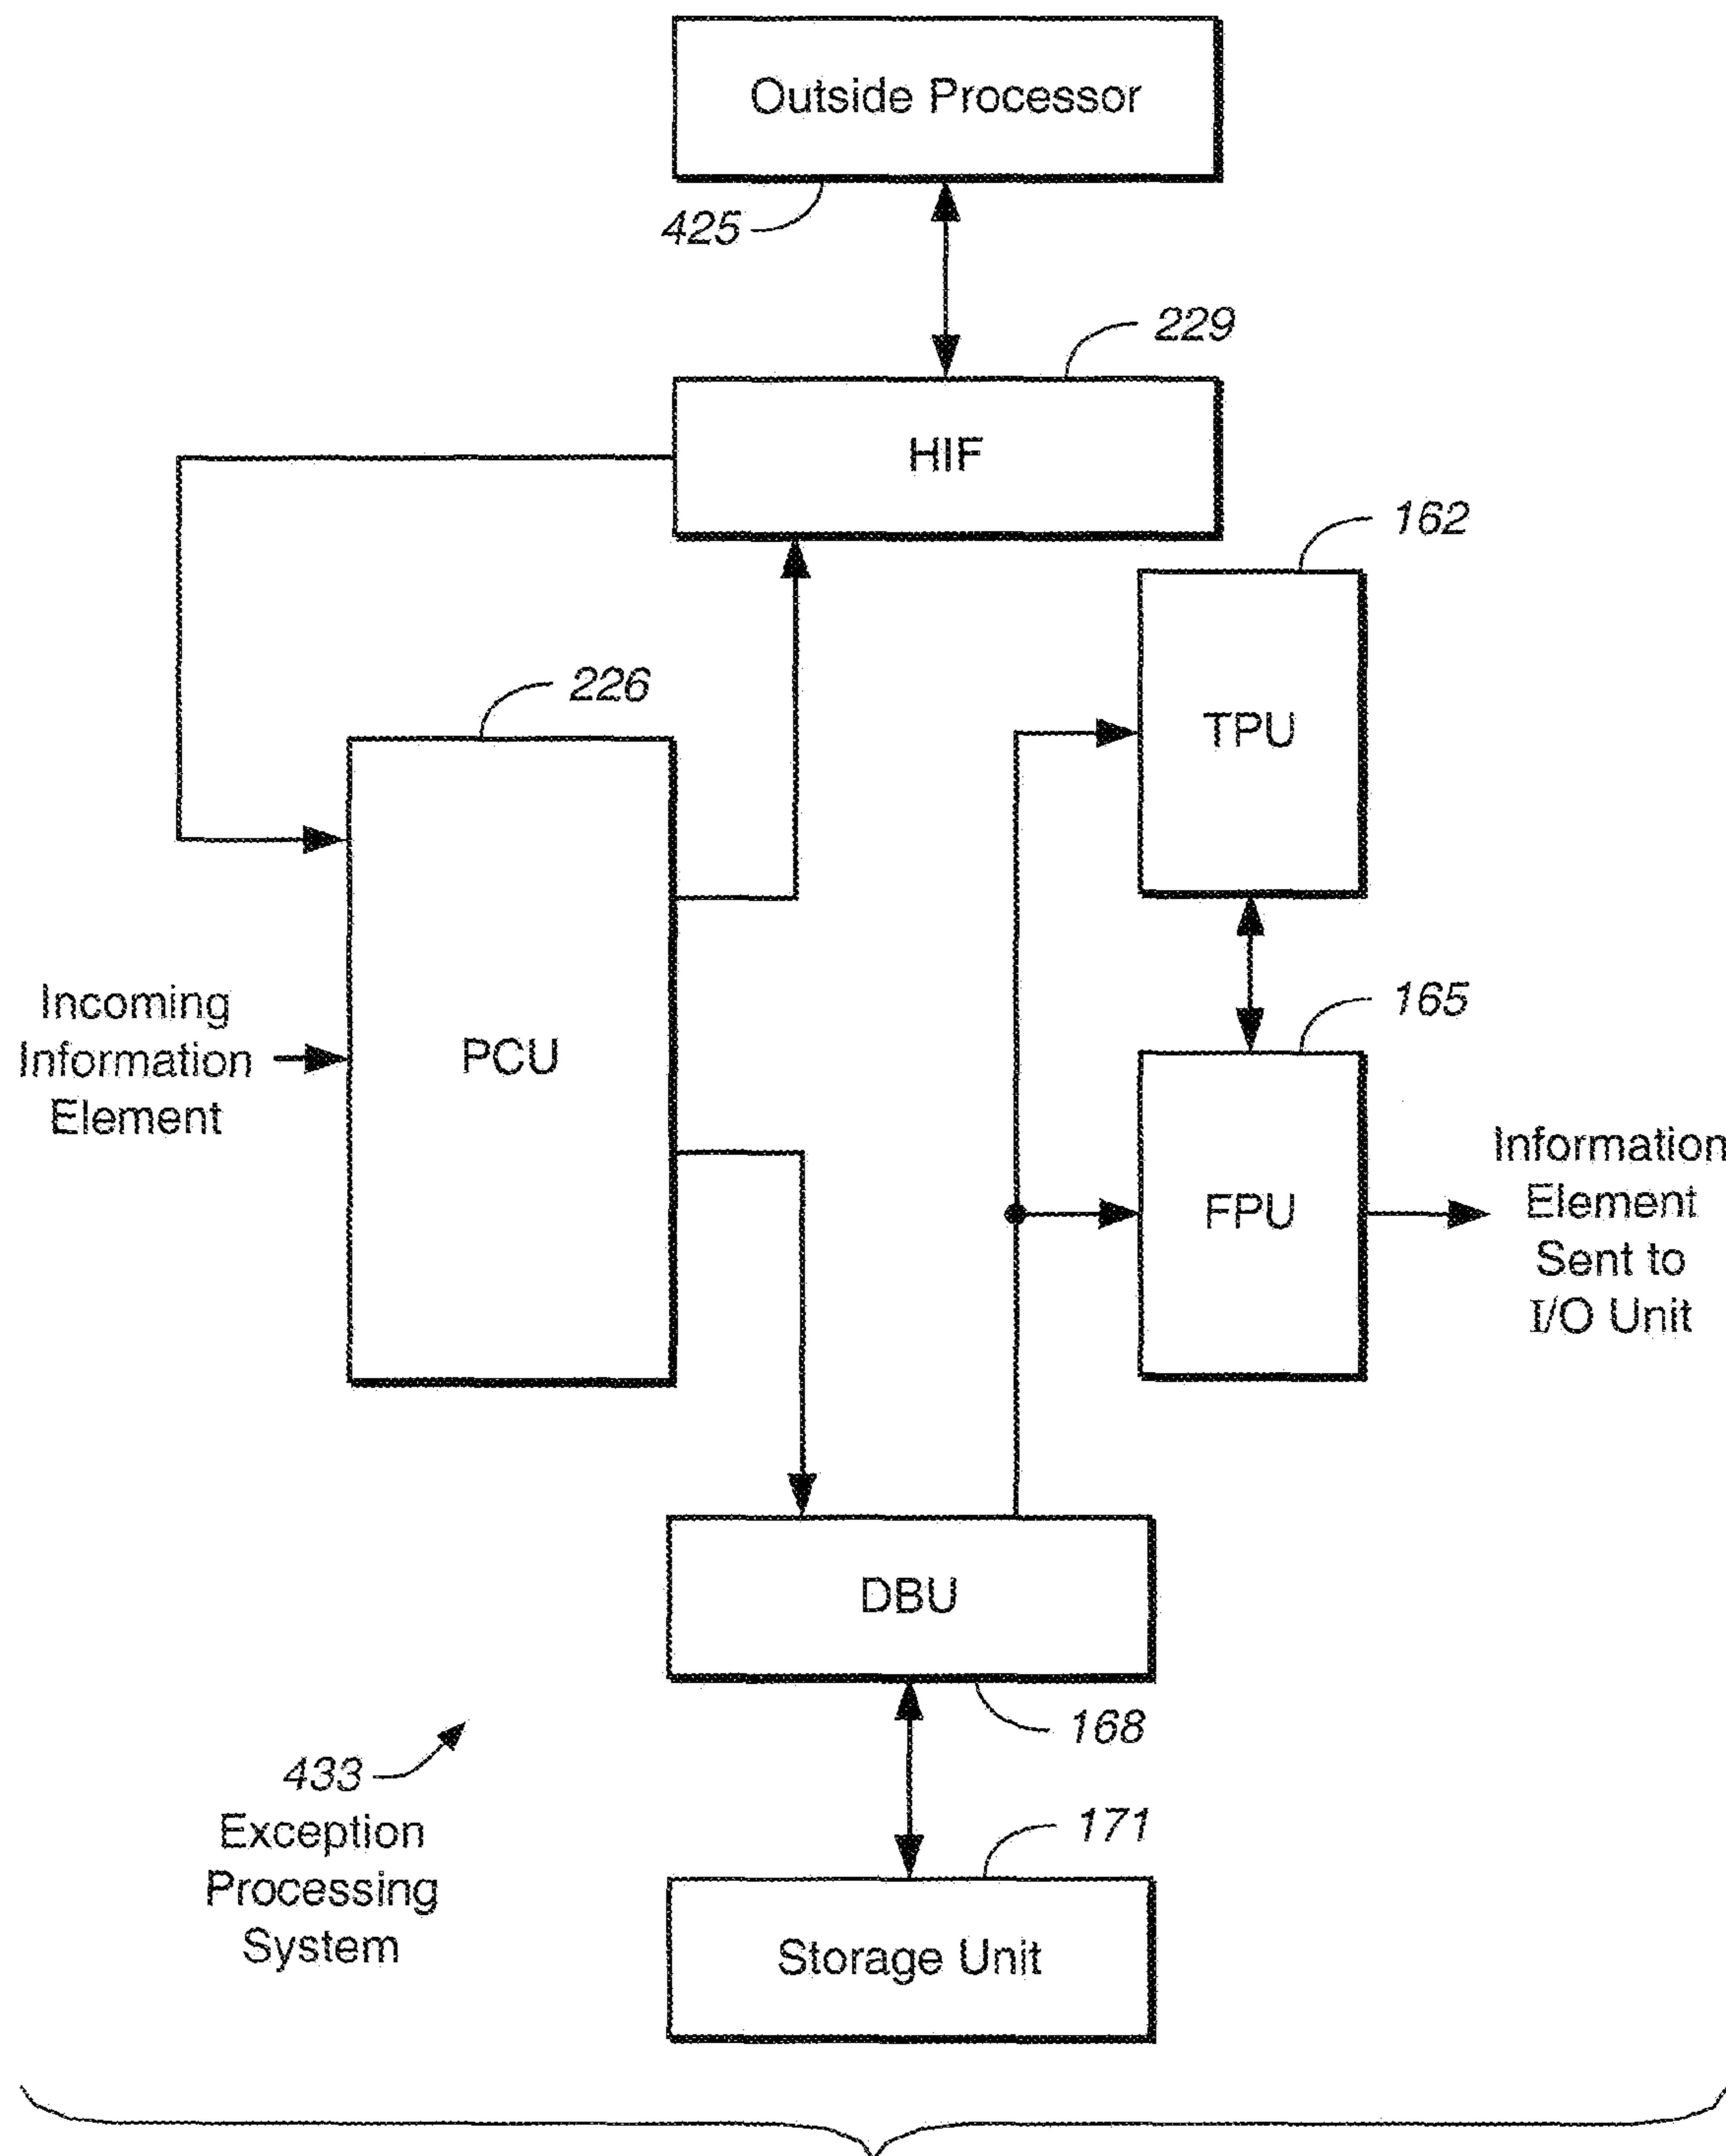 Outside Processor
425
229
HIF
162
TPU
226
PCU
Incoming
Information
Element
165
FPU
Information
Element
Sent to
I/O Unit
DBU
168
433
Exception
Processing
System
171
Storage Unit